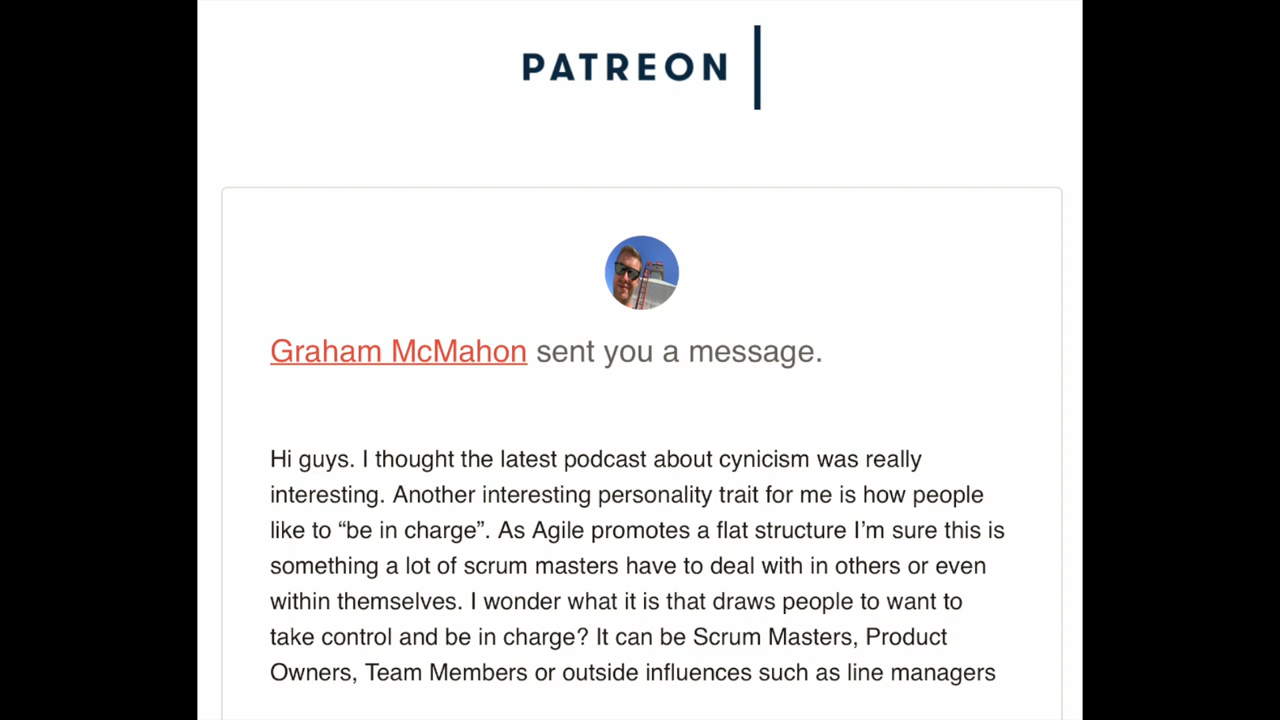 PATREON
Graham McMahon sent you a message.
Hi guys. I thought the latest podcast about cynicism was really
interesting. Another interesting personality trait for me is how people
like to “be in charge”. As Agile promotes a flat structure I’m sure this is
something a lot of scrum masters have to deal with in others or even
within themselves. I wonder what it is that draws people to want to
take control and be in charge? It can be Scrum Masters, Product
Owners, Team Members or outside influences such as line managers